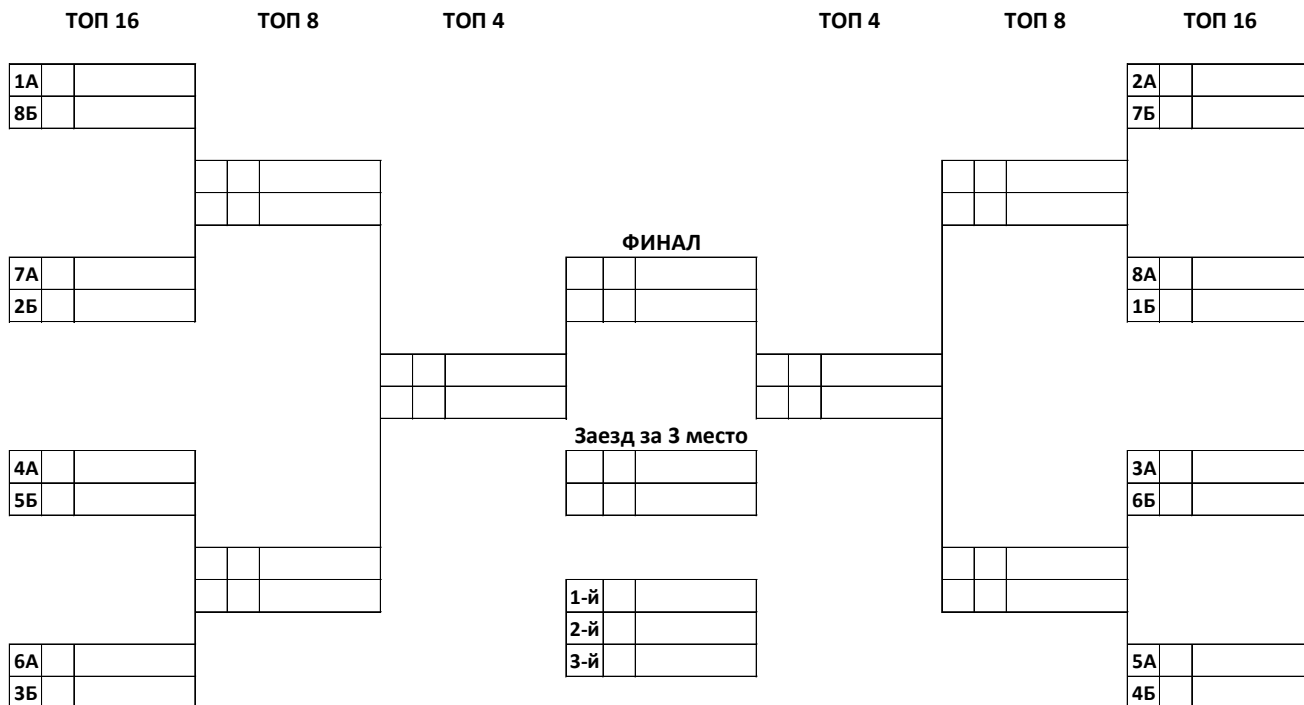 ТОП 16 ТОП 8 ТОП 4 ТОП 4 ТОП 8 ТОП 16
1А 2А
8Б 7Б
ФИНАЛ
7А 8А
2Б 1Б
Заезд за 3 место
4А 3А
5Б 6Б
1-й
2-й
6А 3-й 5А
3Б 4Б